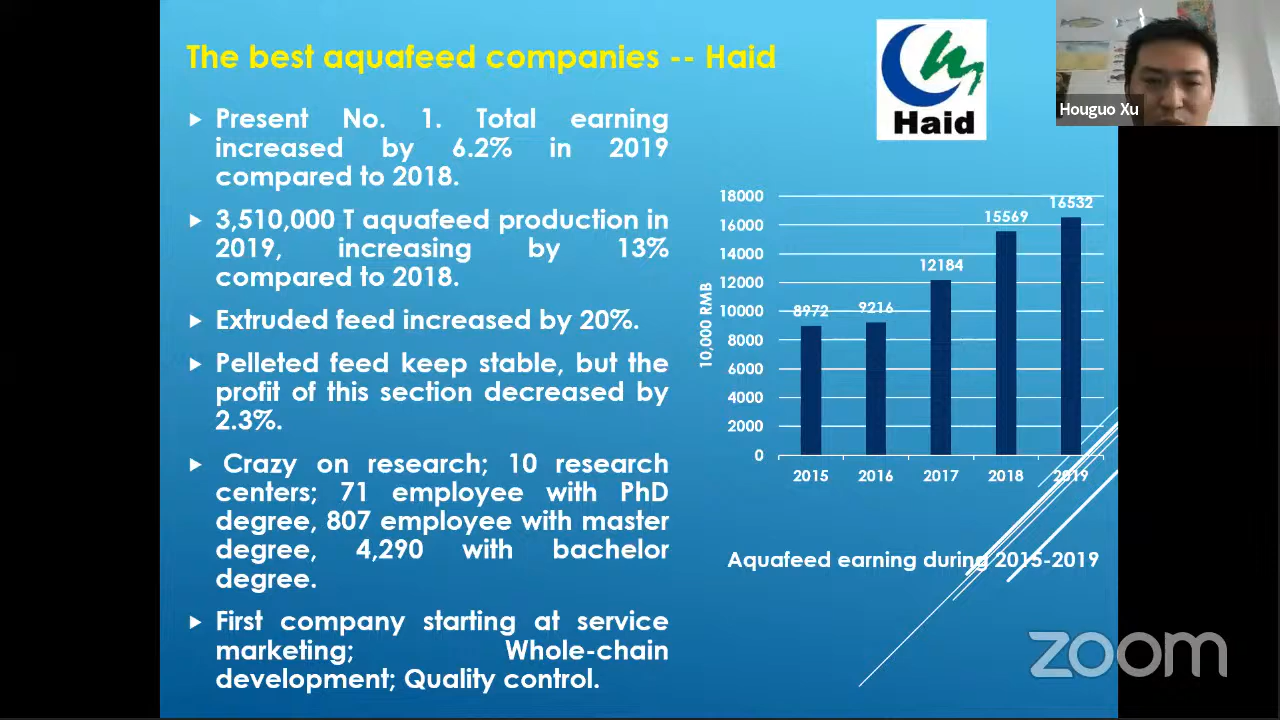 The best aquafeed companies -- Haid
Haid
Houguo Xu
Present No. 1. Total earning
increased by 6.2% in 2019
compared to 2018.
3,510,000 T aquafeed production in
2019, increasing by 13%
compared to 2018.
Extruded feed increased by 20%.
Pelleted feed keep stable, but the
profit of this section decreased by
2.3%.
Crazy on research; 10 research
centers; 71 employee with PhD
degree, 807 employee with master
degree, 4,290 with bachelor
degree.
First company starting at service
marketing; Whole-chain
development; Quality control.
10,000 RMB
18000
16000
14000
12000
10000
8000
6000
4000
2000
0
8972
9216
12184
15569
16532
2015 2016 2017 2018 2019
Aquafeed earning during 2015-2019
zoom